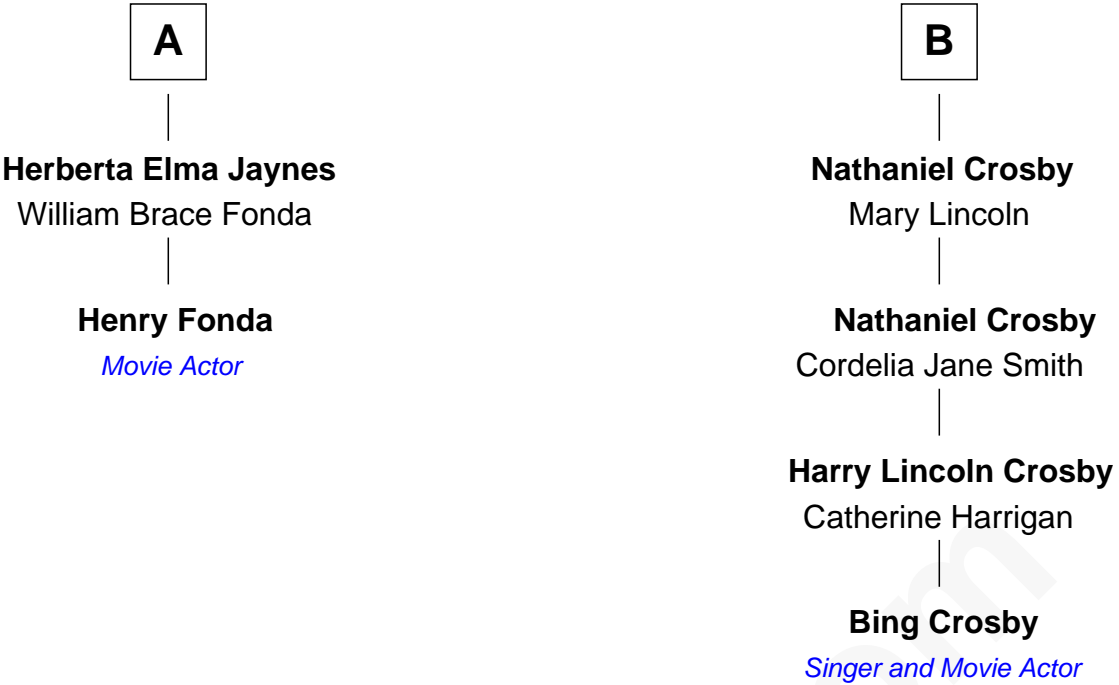 A
Herberta Elma Jaynes
William Brace Fonda
Henry Fonda
Movie Actor
B
Nathaniel Crosby
Mary Lincoln
Nathaniel Crosby
Cordelia Jane Smith
Harry Lincoln Crosby
Catherine Harrigan
Bing Crosby
Singer and Movie Actor